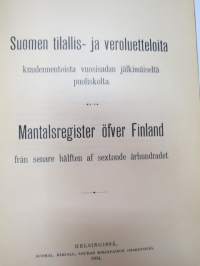 Suomen tilallis- ja veroluetteloita
kuudennentoista vuosisadan jälkimäiseltä
puoliskolta.
Mantalsregister öfver Finland
från senare hälften af sextonde århundradet
HELSINGISSÄ,